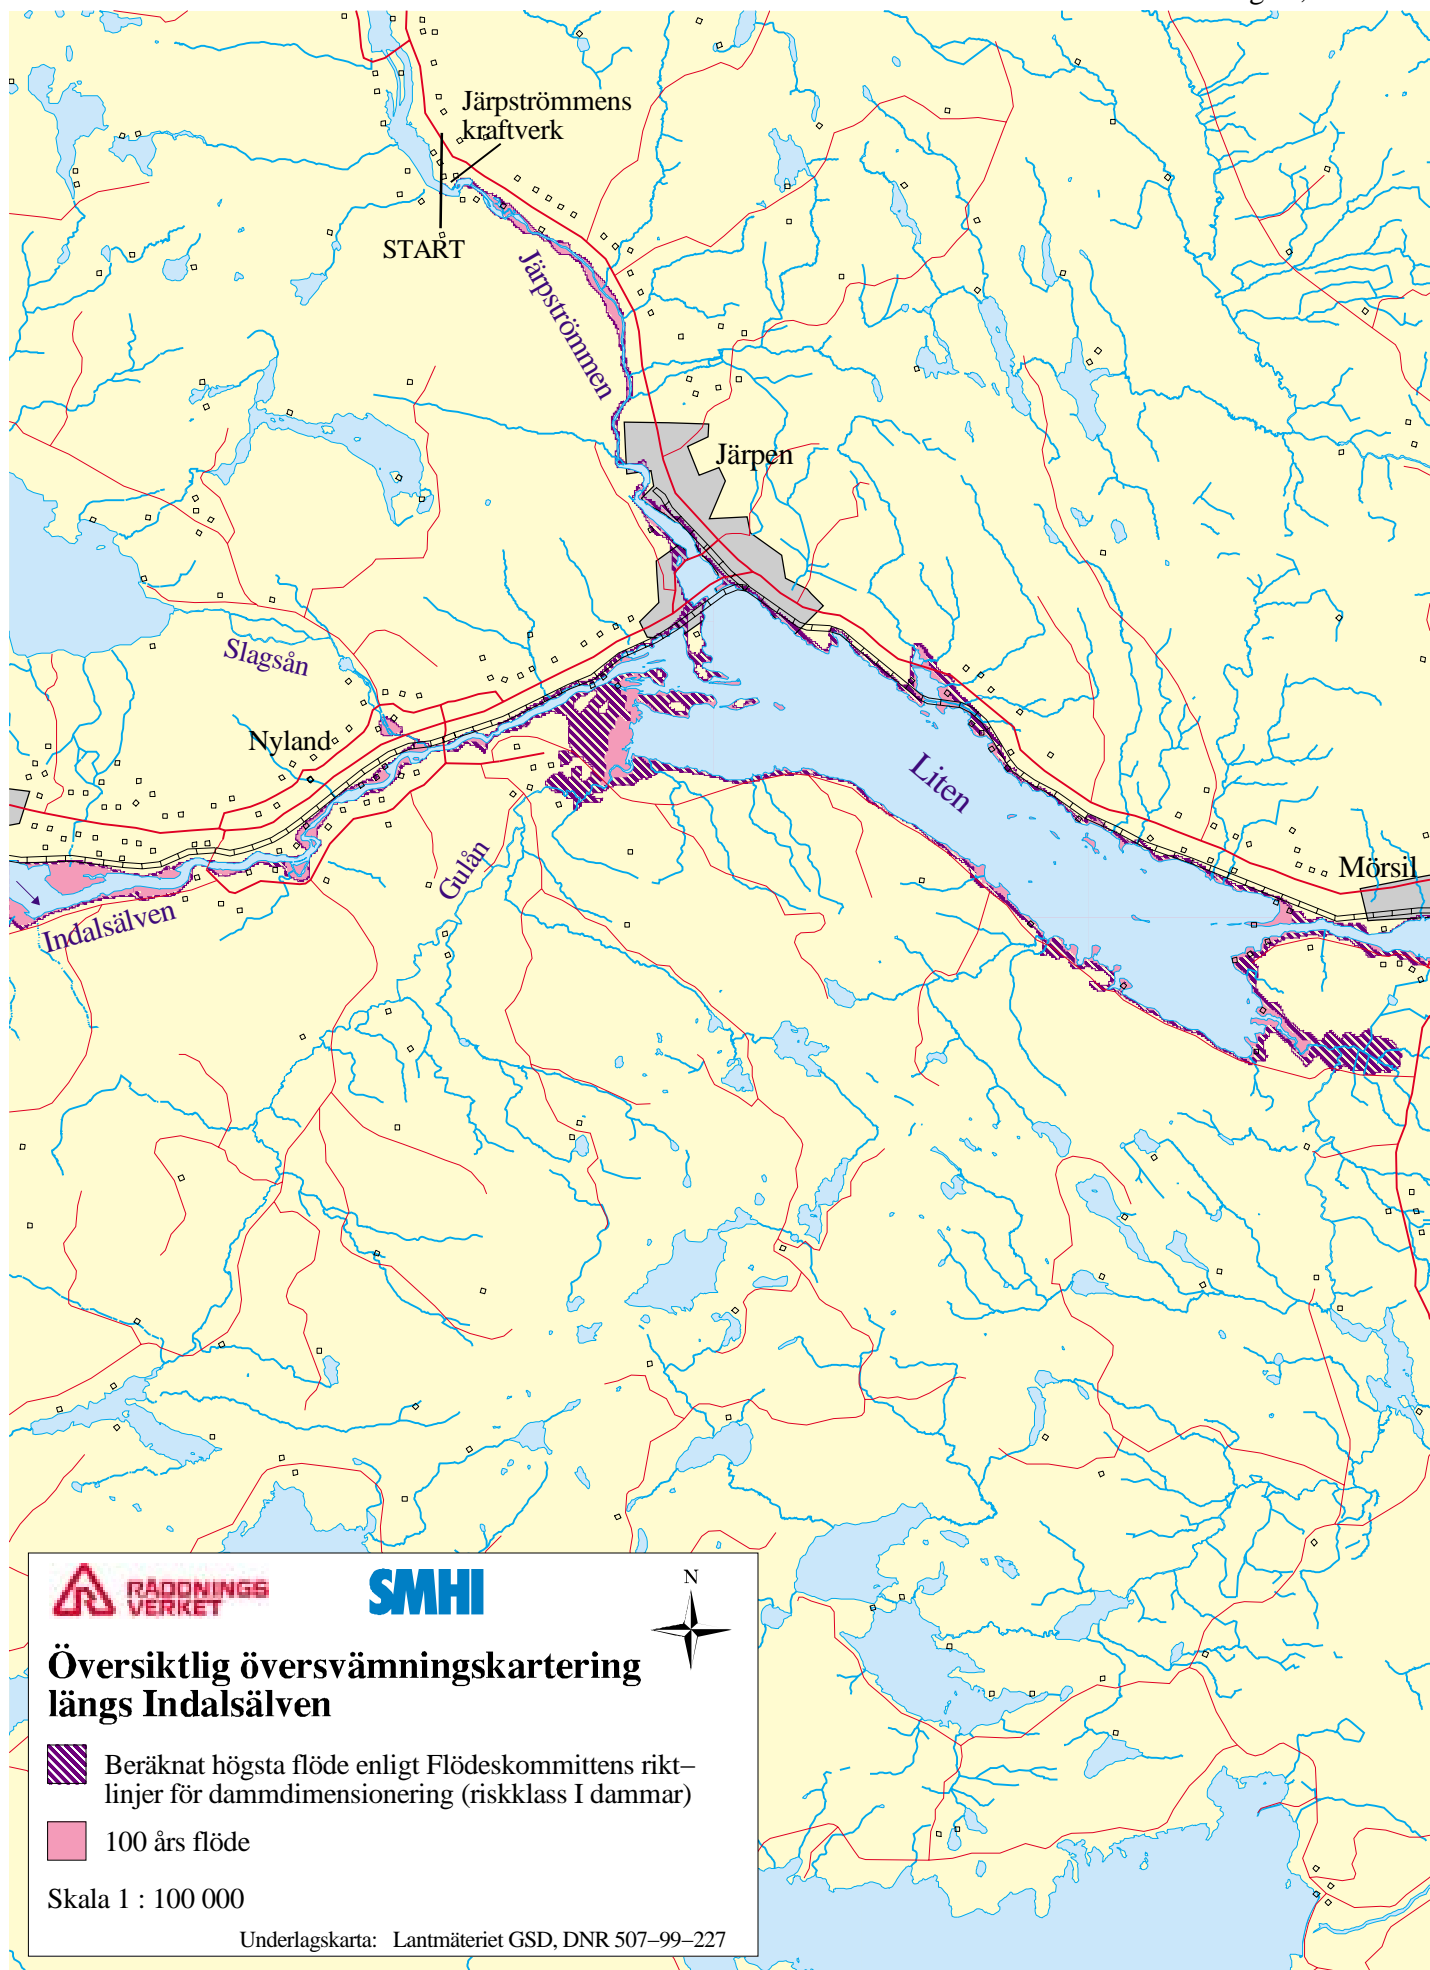 Järpströmmens
kraftverk
START
Järpströmmen
Järpen
Slagsån
Nyland
Liten
Mörsil
Gulån
Indalsälven
RÄDDNINGS
VERKET
SMHI
N
Översiktlig översvämningskartering
längs Indalsälven
Beräknat högsta flöde enligt Flödeskommittens rikt–
linjer för dammdimensionering (riskklass I dammar)
100 års flöde
Skala 1 : 100 000
Underlagskarta: Lantmäteriet GSD, DNR 507–99–227